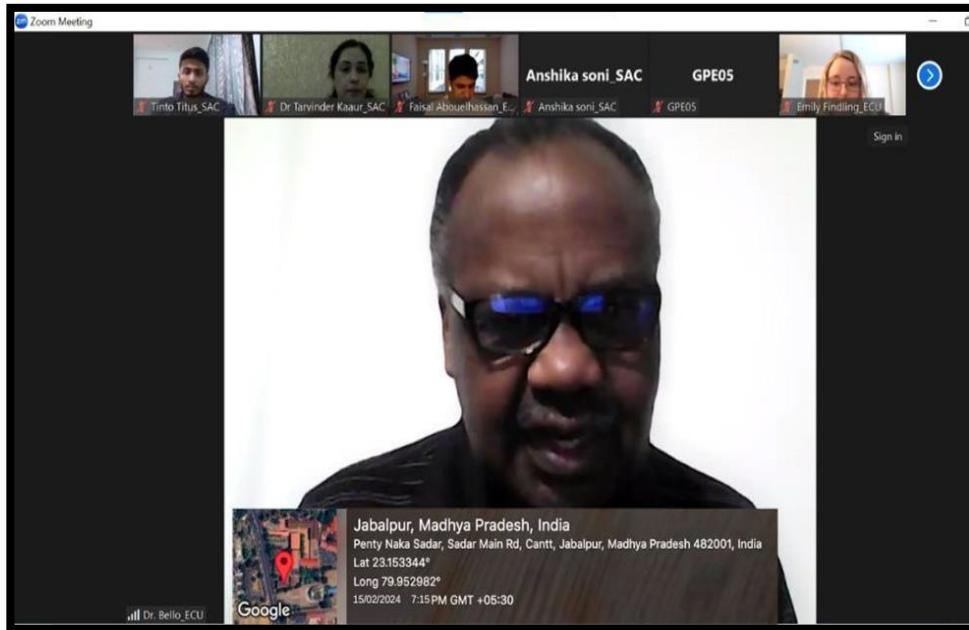 Zoom Meeting
Tinto Titus_SAC
Dr Tarvinder Kaaur_SAC
Faisal Abouelhassan_E...
Anshika soni_SAC
Anshika soni_SAC
GPE05
GPE05
Emily Findling_ECU
Sign in
Jabalpur, Madhya Pradesh, India
Penty Naka Sadar, Sadar Main Rd, Cantt, Jabalpur, Madhya Pradesh 482001, India
Lat 23.153344°
Long 79.952982°
15/02/2024 7:15PM GMT +05:30
Google
Dr. Bello_ECU